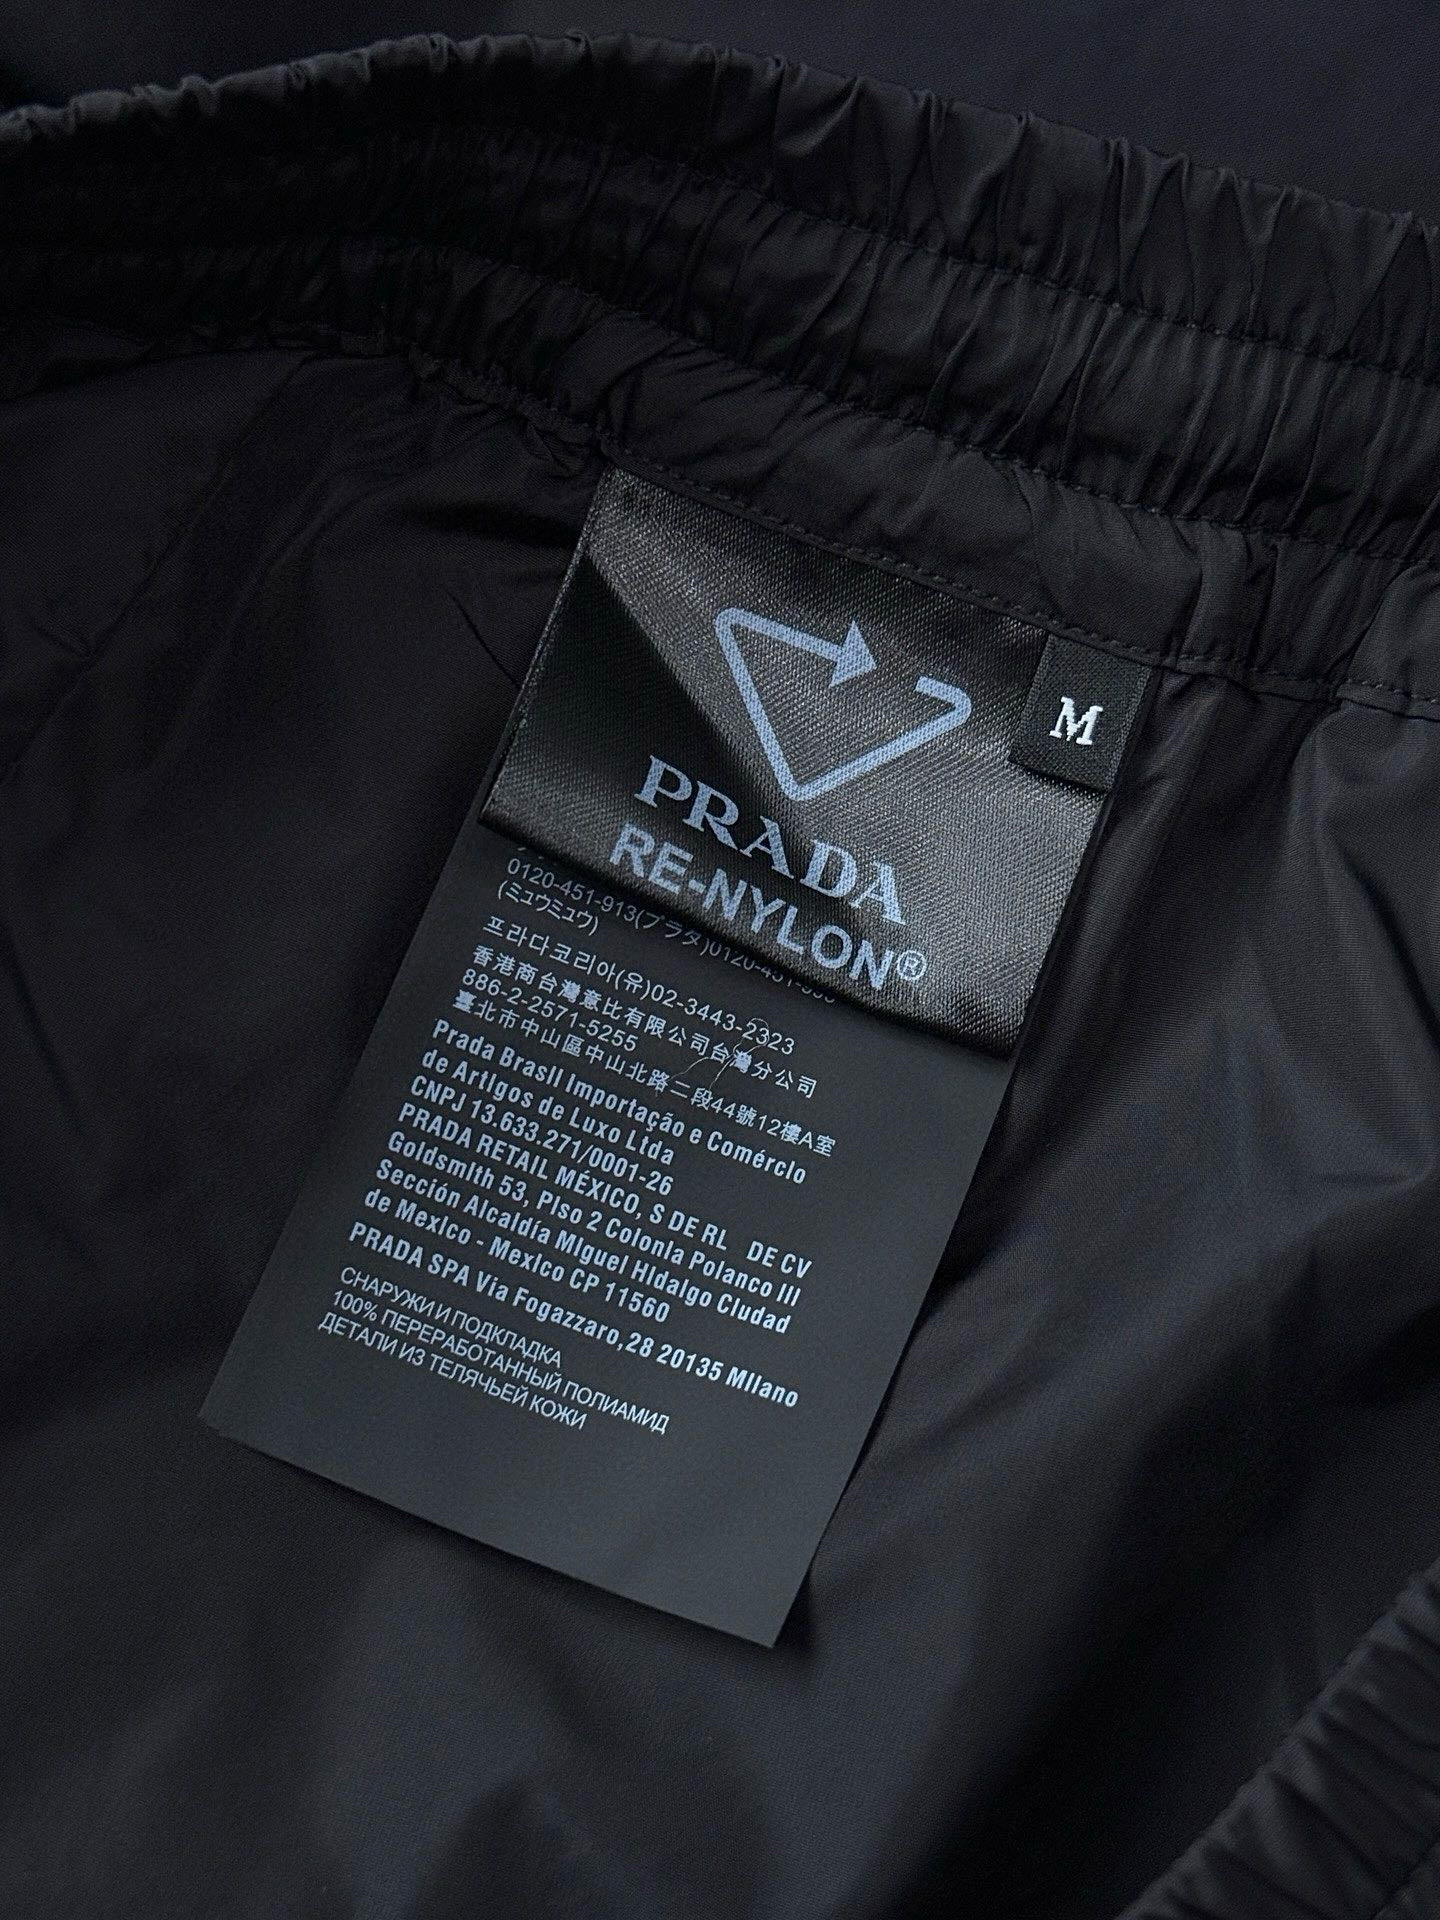 M
PRADA
RE-NYLON®
0120-451-913(プラダ)0120-451-993
(ミュウミュウ)
프라다코리아(유)02-3443-2323
香港商台灣意比有限公司台灣分公司
886-2-2571-5255
臺北市中山區中山北路二段44號12樓A室
Prada Brasil Importação e Comércio
de Artigos de Luxo Ltda
CNPJ 13.633.271/0001-26
PRADA RETAIL MÉXICO, S DE RL DE CV
Goldsmith 53, Piso 2 Colonia Polanco III
Sección Alcaldía Miguel Hidalgo Ciudad
de Mexico - Mexico CP 11560
PRADA SPA Via Fogazzaro,28 20135 Milano
СНАРУЖИ И ПОДКЛАДКА
100% ПЕРЕРАБОТАННЫЙ ПОЛИАМИД
ДЕТАЛИ ИЗ ТЕЛЯЧЬЕЙ КОЖИ